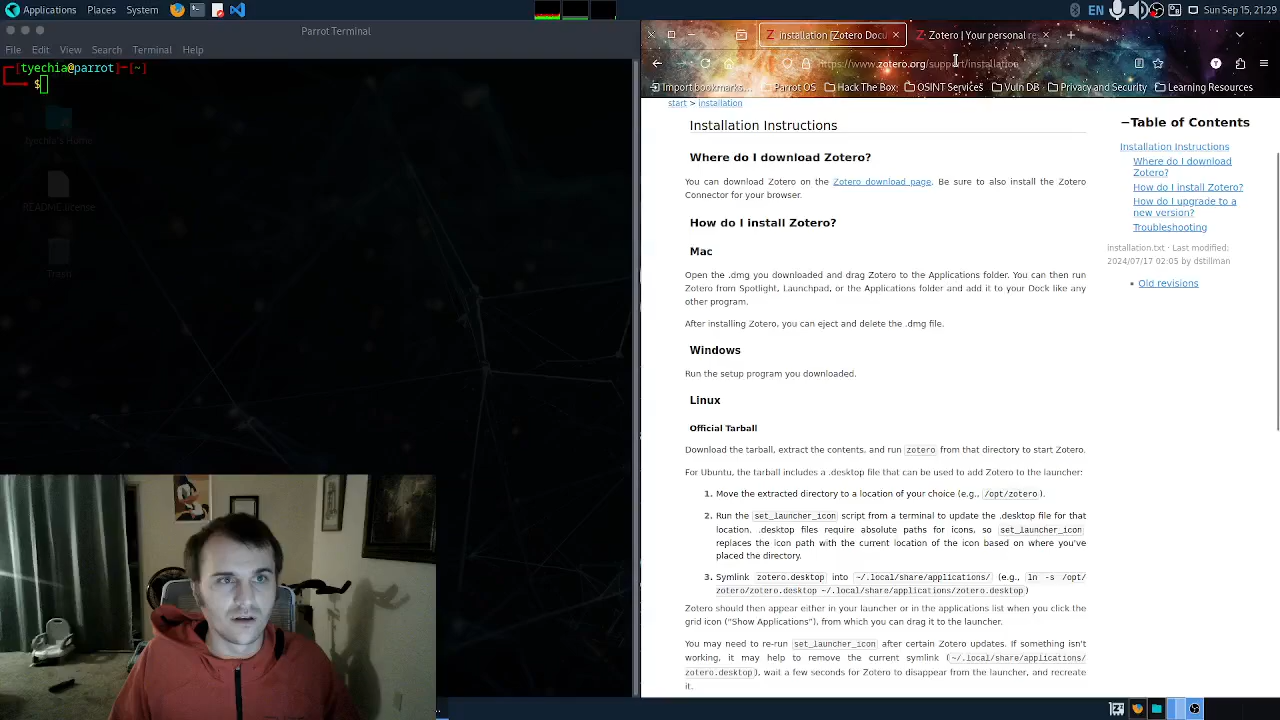 Applications Places System
EN
Sun Sep 15, 21:29
Parrot Terminal
File Edit View Search Terminal Help
┌─[tyechia@parrot]─[~]
└──╼ $
tyechia's Home
README-license
Trash
installation [Zotero Docu
Zotero | Your personal re
https://www.zotero.org/support/installation
Import bookmarks... Parrot OS Hack The Box OSINT Services Vuln DB Privacy and Security Learning Resources
start > installation
Installation Instructions
Where do I download Zotero?
You can download Zotero on the Zotero download page. Be sure to also install the Zotero
Connector for your browser.
How do I install Zotero?
Mac
Open the .dmg you downloaded and drag Zotero to the Applications folder. You can then run
Zotero from Spotlight, Launchpad, or the Applications folder and add it to your Dock like any
other program.
After installing Zotero, you can eject and delete the .dmg file.
Windows
Run the setup program you downloaded.
Linux
Official Tarball
Download the tarball, extract the contents, and run zotero from that directory to start Zotero.
For Ubuntu, the tarball includes a .desktop file that can be used to add Zotero to the launcher:
1. Move the extracted directory to a location of your choice (e.g., /opt/zotero).
2. Run the set_launcher_icon script from a terminal to update the .desktop file for that
location. .desktop files require absolute paths for icons, so set_launcher_icon
replaces the icon path with the current location of the icon based on where you've
placed the directory.
3. Symlink zotero.desktop into ~/.local/share/applications/ (e.g., ln -s /opt/
zotero/zotero.desktop ~/.local/share/applications/zotero.desktop)
Zotero should then appear either in your launcher or in the applications list when you click the
grid icon (“Show Applications”), from which you can drag it to the launcher.
You may need to re-run set_launcher_icon after certain Zotero updates. If something isn't
working, it may help to remove the current symlink (~/.local/share/applications/
zotero.desktop), wait a few seconds for Zotero to disappear from the launcher, and recreate
it.
−Table of Contents
Installation Instructions
Where do I download
Zotero?
How do I install Zotero?
How do I upgrade to a
new version?
Troubleshooting
installation.txt · Last modified:
2024/07/17 02:05 by dstillman
Old revisions